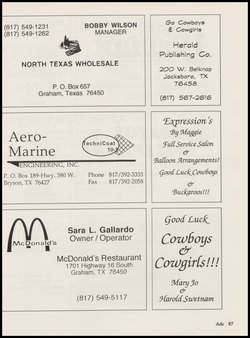 (817) 549-1231
(817) 549-1262
BOBBY WILSON
MANAGER
NORTH TEXAS WHOLESALE
P. O. Box 657
Graham, Texas 76450
Go Cowboys
& Cowgirls
Herald
Publishing Co.
200 W. Belknap
Jacksboro, TX
76458
(817) 567-2616
Aero-
Marine
ENGINEERING, INC.
TechniCoat
10-2
P. O. Box 189-Hwy. 380 W.
Bryson, TX 76427
Phone 817/392-3333
Fax 817/392-2058
Expression's
By Maggie
Full Service Salon
&
Balloon Arrangements!
Good Luck Cowboys
&
Buckaroos!!!
McDonald's
Sara L. Gallardo
Owner / Operator
McDonald's Restaurant
1701 Highway 16 South
Graham, TX 76450
(817) 549-5117
Good Luck
Cowboys
&
Cowgirls!!!
Mary Jo
&
Harold Swetnam
Ads 87